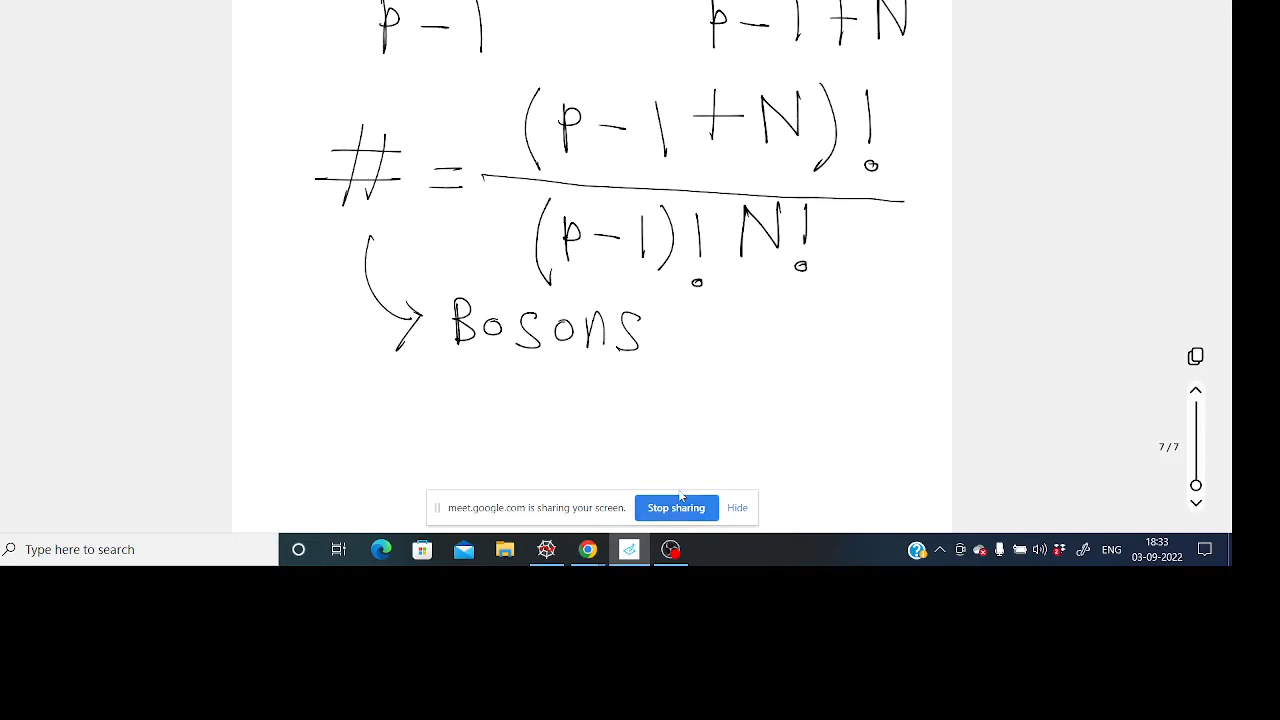 p - 1 p - 1 + N
(p - 1 + N)!
# =
(p - 1)! N!
Bosons
7 / 7
meet.google.com is sharing your screen. Stop sharing Hide
Type here to search
ENG
18:33
03-09-2022